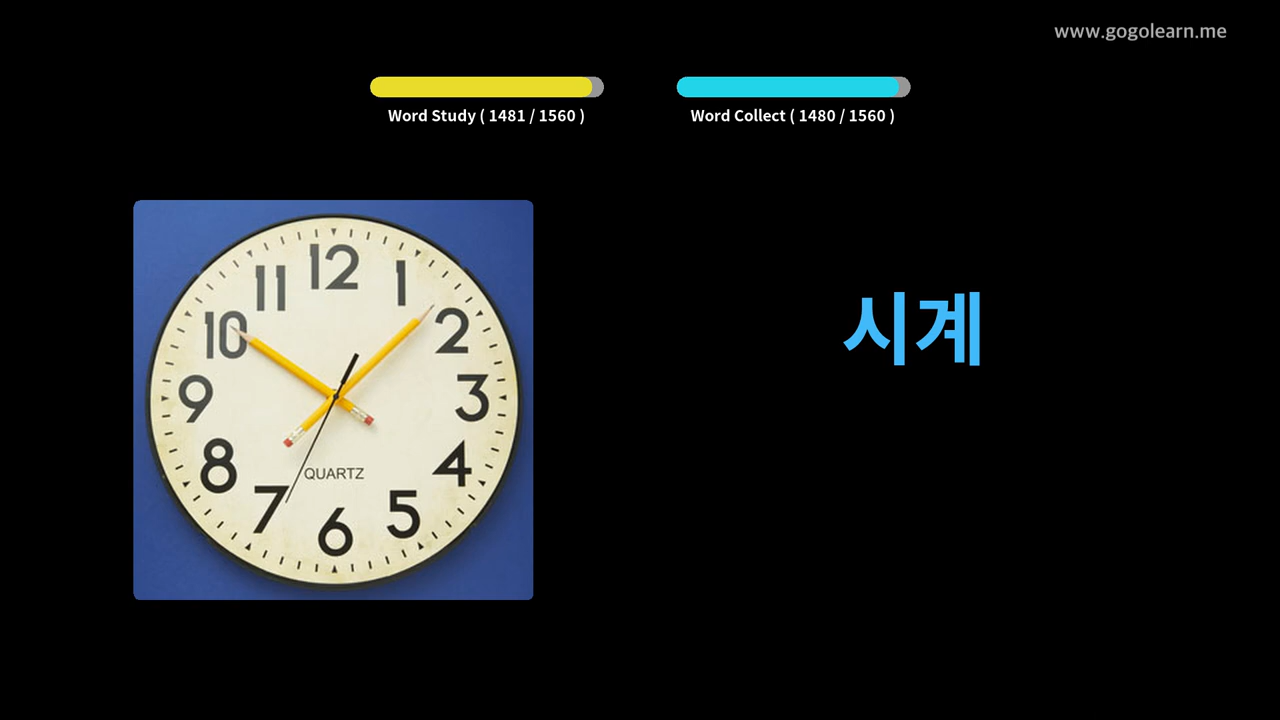 www.gogolearn.me
Word Study ( 1481 / 1560 )
Word Collect ( 1480 / 1560 )
12
11
1
10
2
9
3
8
4
QUARTZ
7
5
6
시계